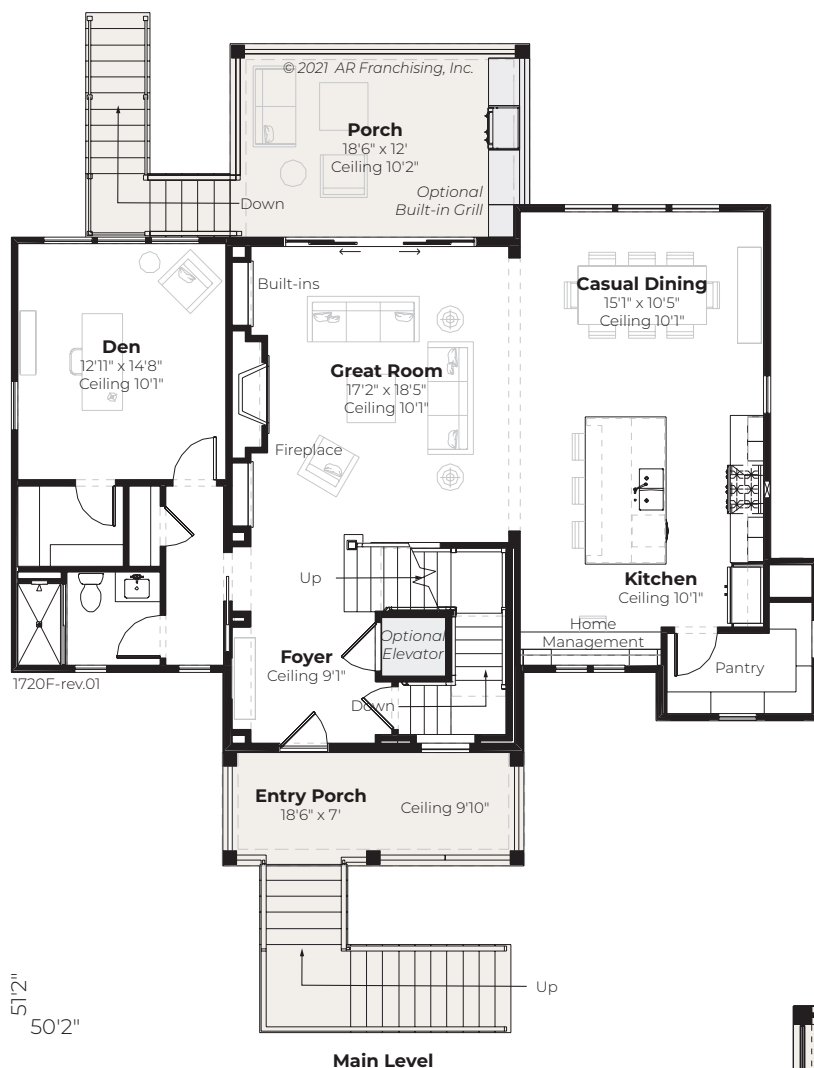 © 2021 AR Franchising, Inc.
Porch
18'6" x 12'
Ceiling 10'2"
Optional
Built-in Grill
Down
Built-ins
Casual Dining
15'1" x 10'5"
Ceiling 10'1"
Den
12'11" x 14'8"
Ceiling 10'1"
Great Room
17'2" x 18'5"
Ceiling 10'1"
Fireplace
Up
Kitchen
Ceiling 10'1"
Home
Management
Optional
Elevator
Foyer
Ceiling 9'1"
Pantry
1720F-rev.01
Down
Entry Porch
18'6" x 7'
Ceiling 9'10"
Up
51'2"
50'2"
Main Level